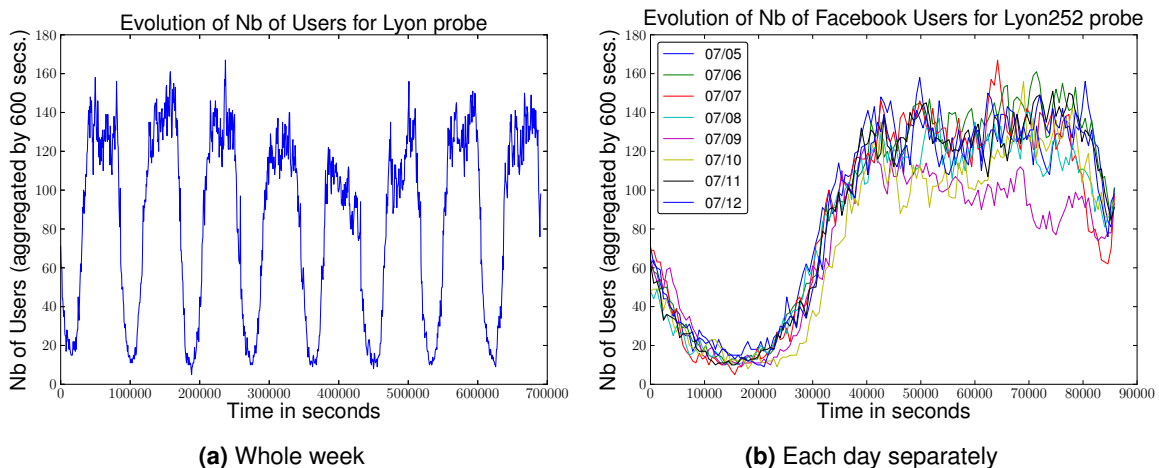 Evolution of Nb of Users for Lyon probe
180
160
140
120
100
80
60
40
20
0
Nb of Users (aggregated by 600 secs.)
0 100000 200000 300000 400000 500000 600000 700000
Time in seconds
(a) Whole week
Evolution of Nb of Facebook Users for Lyon252 probe
180
160
140
120
100
80
60
40
20
0
Nb of Users (aggregated by 600 secs.)
07/05
07/06
07/07
07/08
07/09
07/10
07/11
07/12
0 10000 20000 30000 40000 50000 60000 70000 80000 90000
Time in seconds
(b) Each day separately